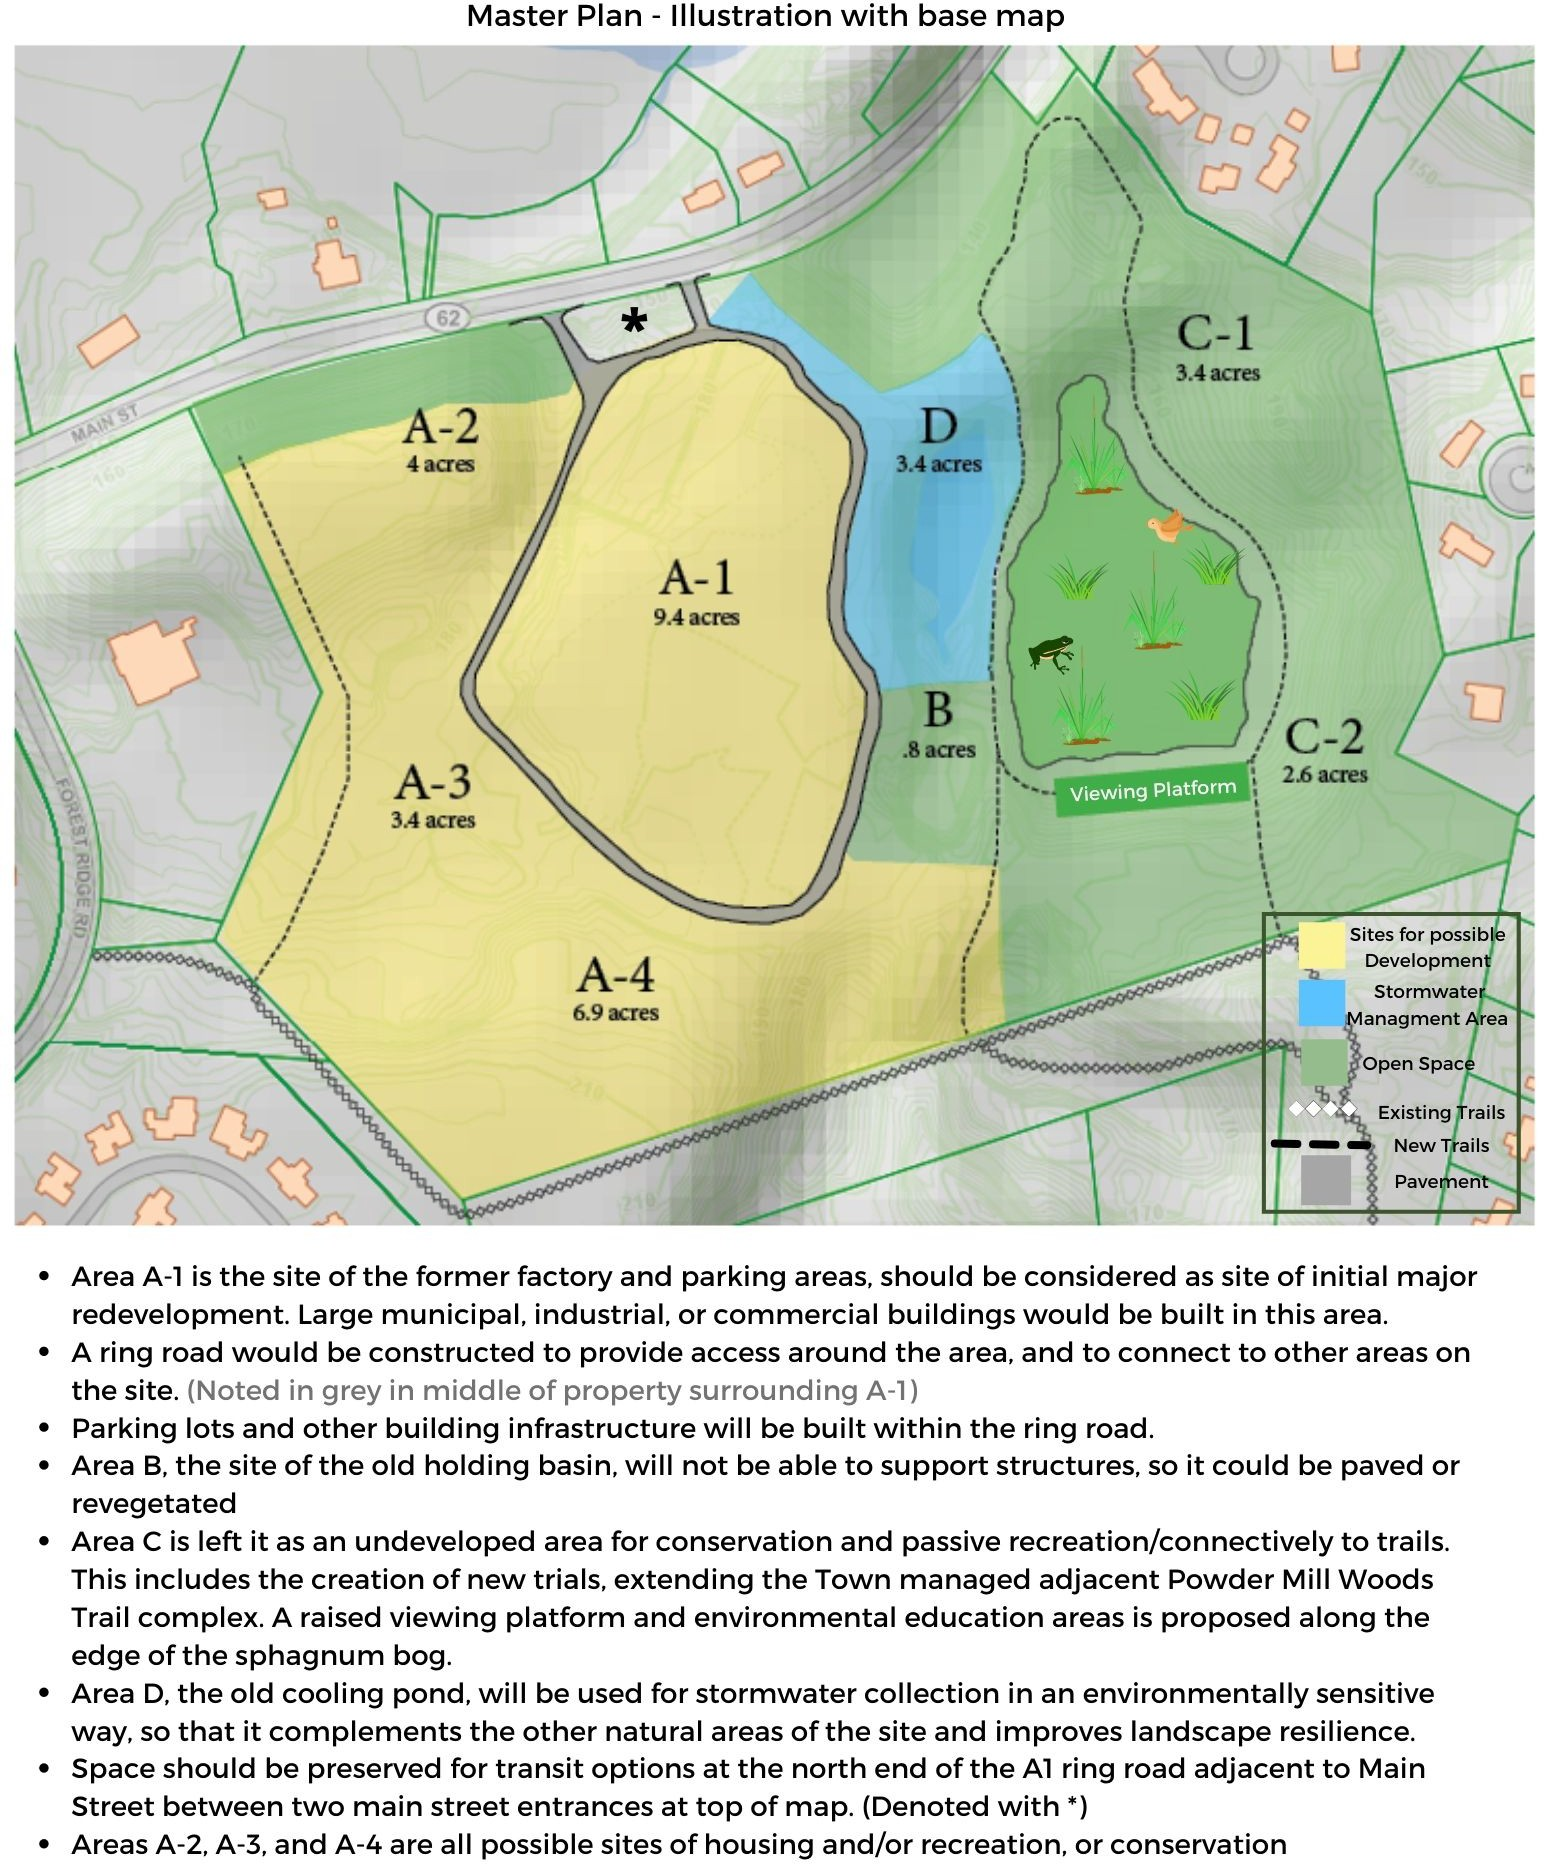 Master Plan - Illustration with base map
150
140
C-1
3.4 acres
*
62
MAIN ST
170
160
180
A-2
4 acres
D
3.4 acres
A-1
9.4 acres
B
.8 acres
C-2
2.6 acres
A-3
3.4 acres
Viewing Platform
FOREST RIDGE RD
A-4
6.9 acres
210
210
170
Sites for possible
Development
Stormwater
Managment Area
Open Space
Existing Trails
New Trails
Pavement
• Area A-1 is the site of the former factory and parking areas, should be considered as site of initial major
redevelopment. Large municipal, industrial, or commercial buildings would be built in this area.
• A ring road would be constructed to provide access around the area, and to connect to other areas on
the site. (Noted in grey in middle of property surrounding A-1)
• Parking lots and other building infrastructure will be built within the ring road.
• Area B, the site of the old holding basin, will not be able to support structures, so it could be paved or
revegetated
• Area C is left it as an undeveloped area for conservation and passive recreation/connectively to trails.
This includes the creation of new trials, extending the Town managed adjacent Powder Mill Woods
Trail complex. A raised viewing platform and environmental education areas is proposed along the
edge of the sphagnum bog.
• Area D, the old cooling pond, will be used for stormwater collection in an environmentally sensitive
way, so that it complements the other natural areas of the site and improves landscape resilience.
• Space should be preserved for transit options at the north end of the A1 ring road adjacent to Main
Street between two main street entrances at top of map. (Denoted with *)
• Areas A-2, A-3, and A-4 are all possible sites of housing and/or recreation, or conservation